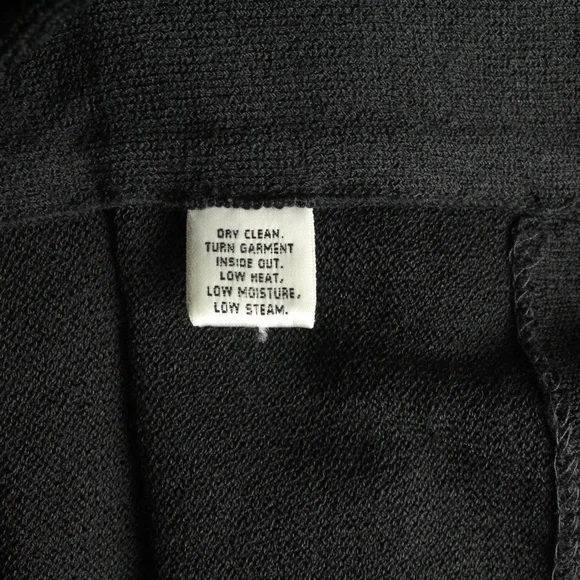 DRY CLEAN.
TURN GARMENT
INSIDE OUT.
LOW HEAT,
LOW MOISTURE,
LOW STEAM.